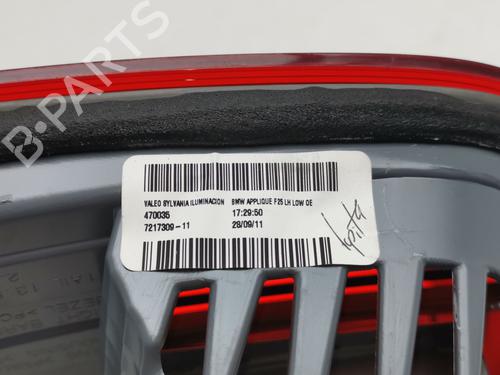 B-PARTS
VALEO SYLVANIA ILUMINACION BMW APPLIQUE F25 LH LOW OE
470035 17:29:50
7217309-11 28/09/11